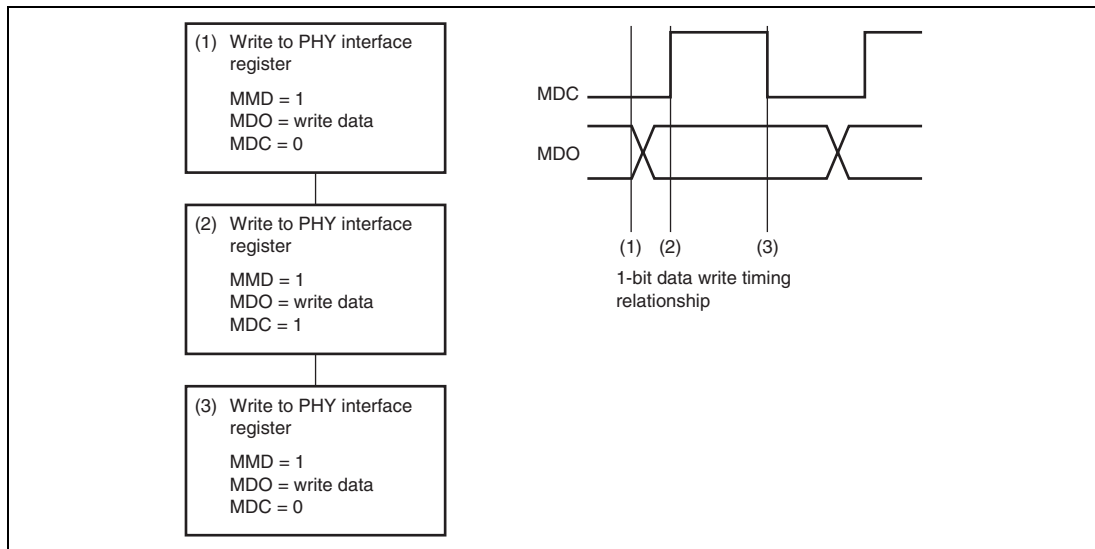 (1) Write to PHY interface
register
MMD = 1
MDO = write data
MDC = 0
(2) Write to PHY interface
register
MMD = 1
MDO = write data
MDC = 1
(3) Write to PHY interface
register
MMD = 1
MDO = write data
MDC = 0
MDC
MDO
(1) (2) (3)
1-bit data write timing
relationship